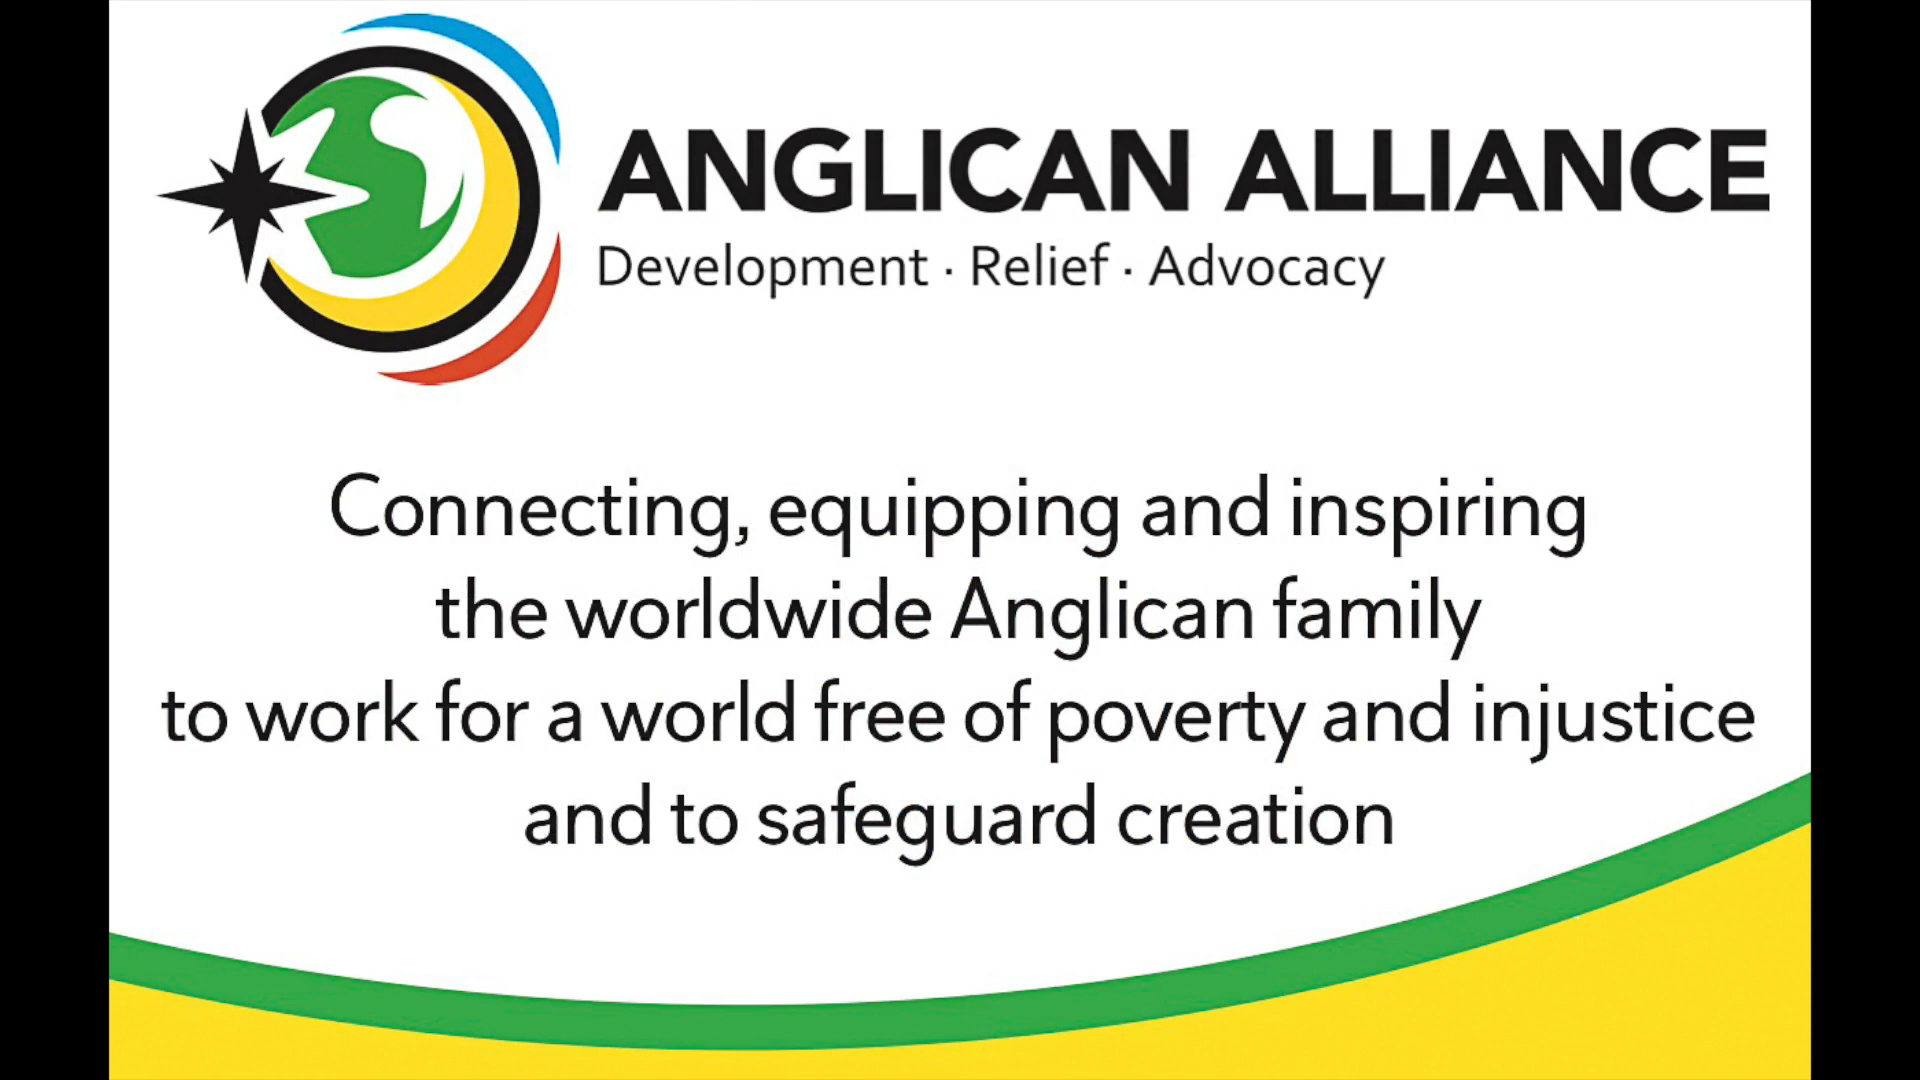 ANGLICAN ALLIANCE
Development · Relief · Advocacy
Connecting, equipping and inspiring
the worldwide Anglican family
to work for a world free of poverty and injustice
and to safeguard creation